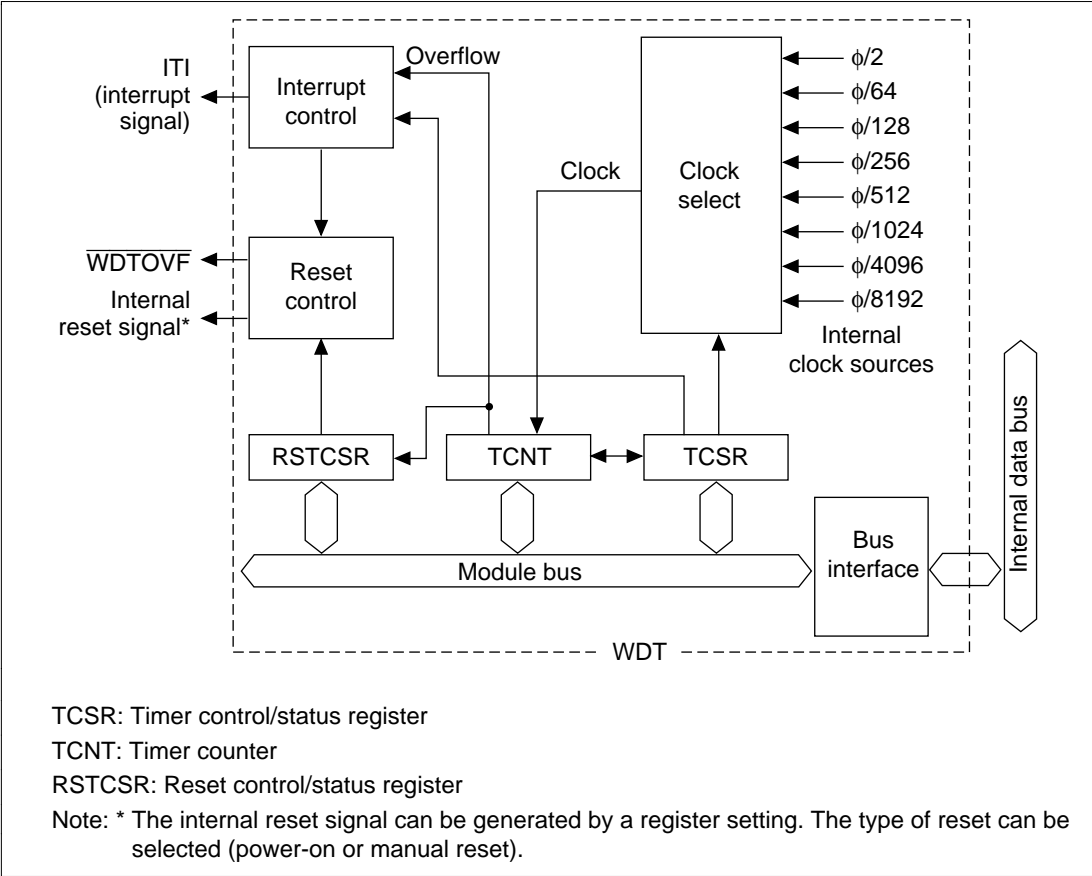 ITI
(interrupt
signal)
Interrupt
control
Overflow
Clock
select
Clock
ϕ/2
ϕ/64
ϕ/128
ϕ/256
ϕ/512
ϕ/1024
ϕ/4096
ϕ/8192
Internal
clock sources
WDTOVF
Internal
reset signal*
Reset
control
RSTCSR
TCNT
TCSR
Module bus
Bus
interface
Internal data bus
WDT
TCSR: Timer control/status register
TCNT: Timer counter
RSTCSR: Reset control/status register
Note: * The internal reset signal can be generated by a register setting. The type of reset can be
selected (power-on or manual reset).